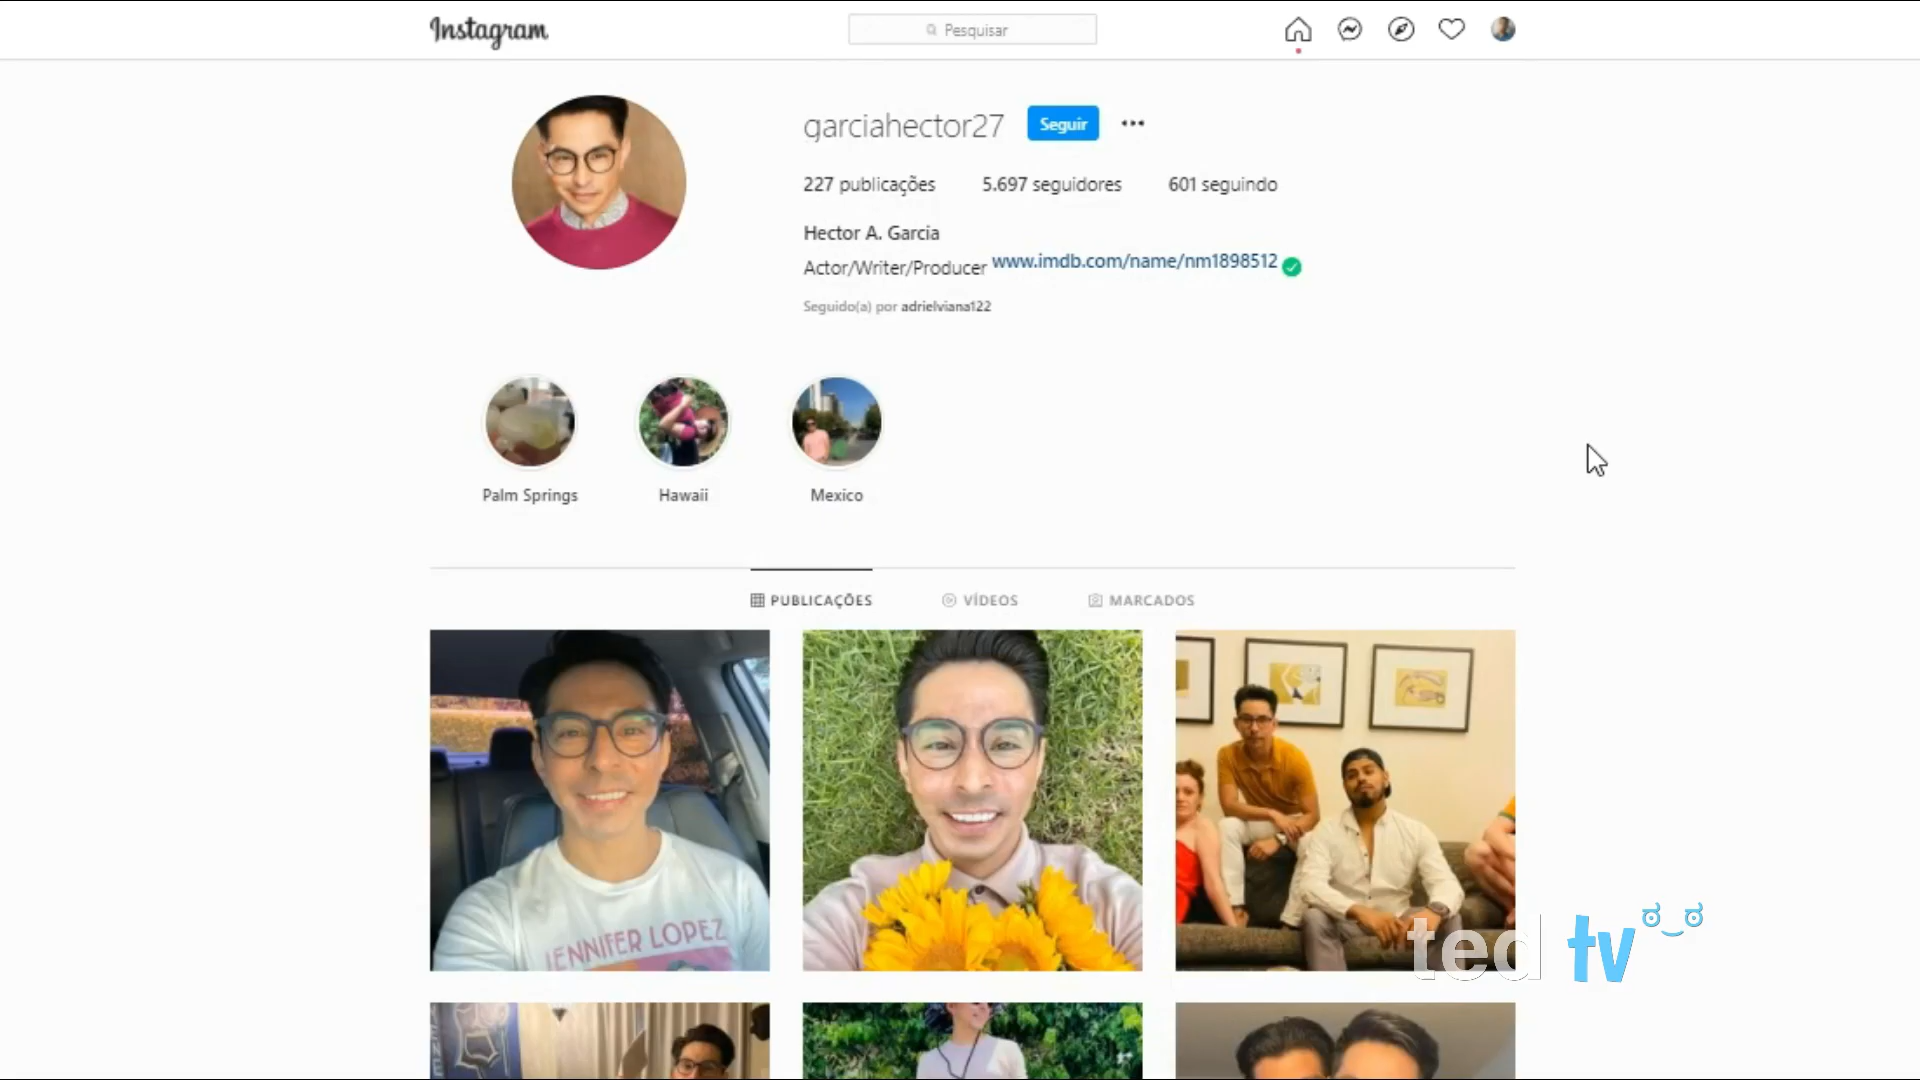 Instagram
Pesquisar
garciahector27 Seguir
227 publicações 5.697 seguidores 601 seguindo
Hector A. Garcia
Actor/Writer/Producer www.imdb.com/name/nm1898512
Seguido(a) por adrielviana122
Palm Springs Hawaii Mexico
PUBLICAÇÕES VÍDEOS MARCADOS
JENNIFER LOPEZ
ted tv